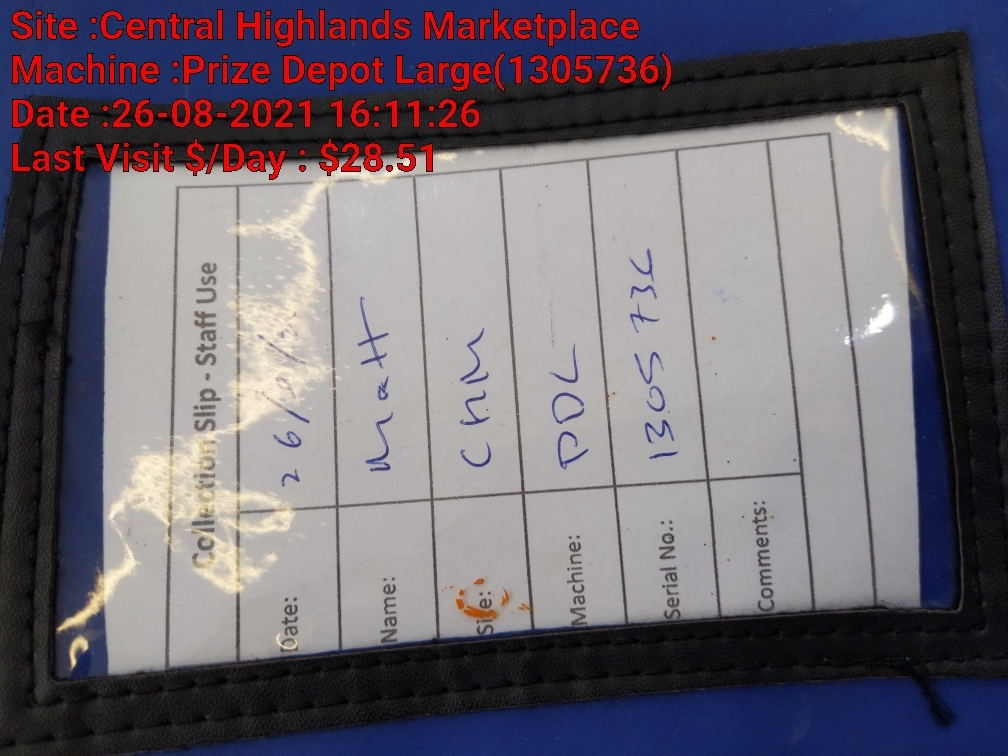 Site :Central Highlands Marketplace
Machine :Prize Depot Large(1305736)
Date :26-08-2021 16:11:26
Last Visit $/Day : $28.51
Collection Slip - Staff Use
Date: 26/
Name: Matt
Site: CHM
Machine: PDL
Serial No.: 1305736
Comments: